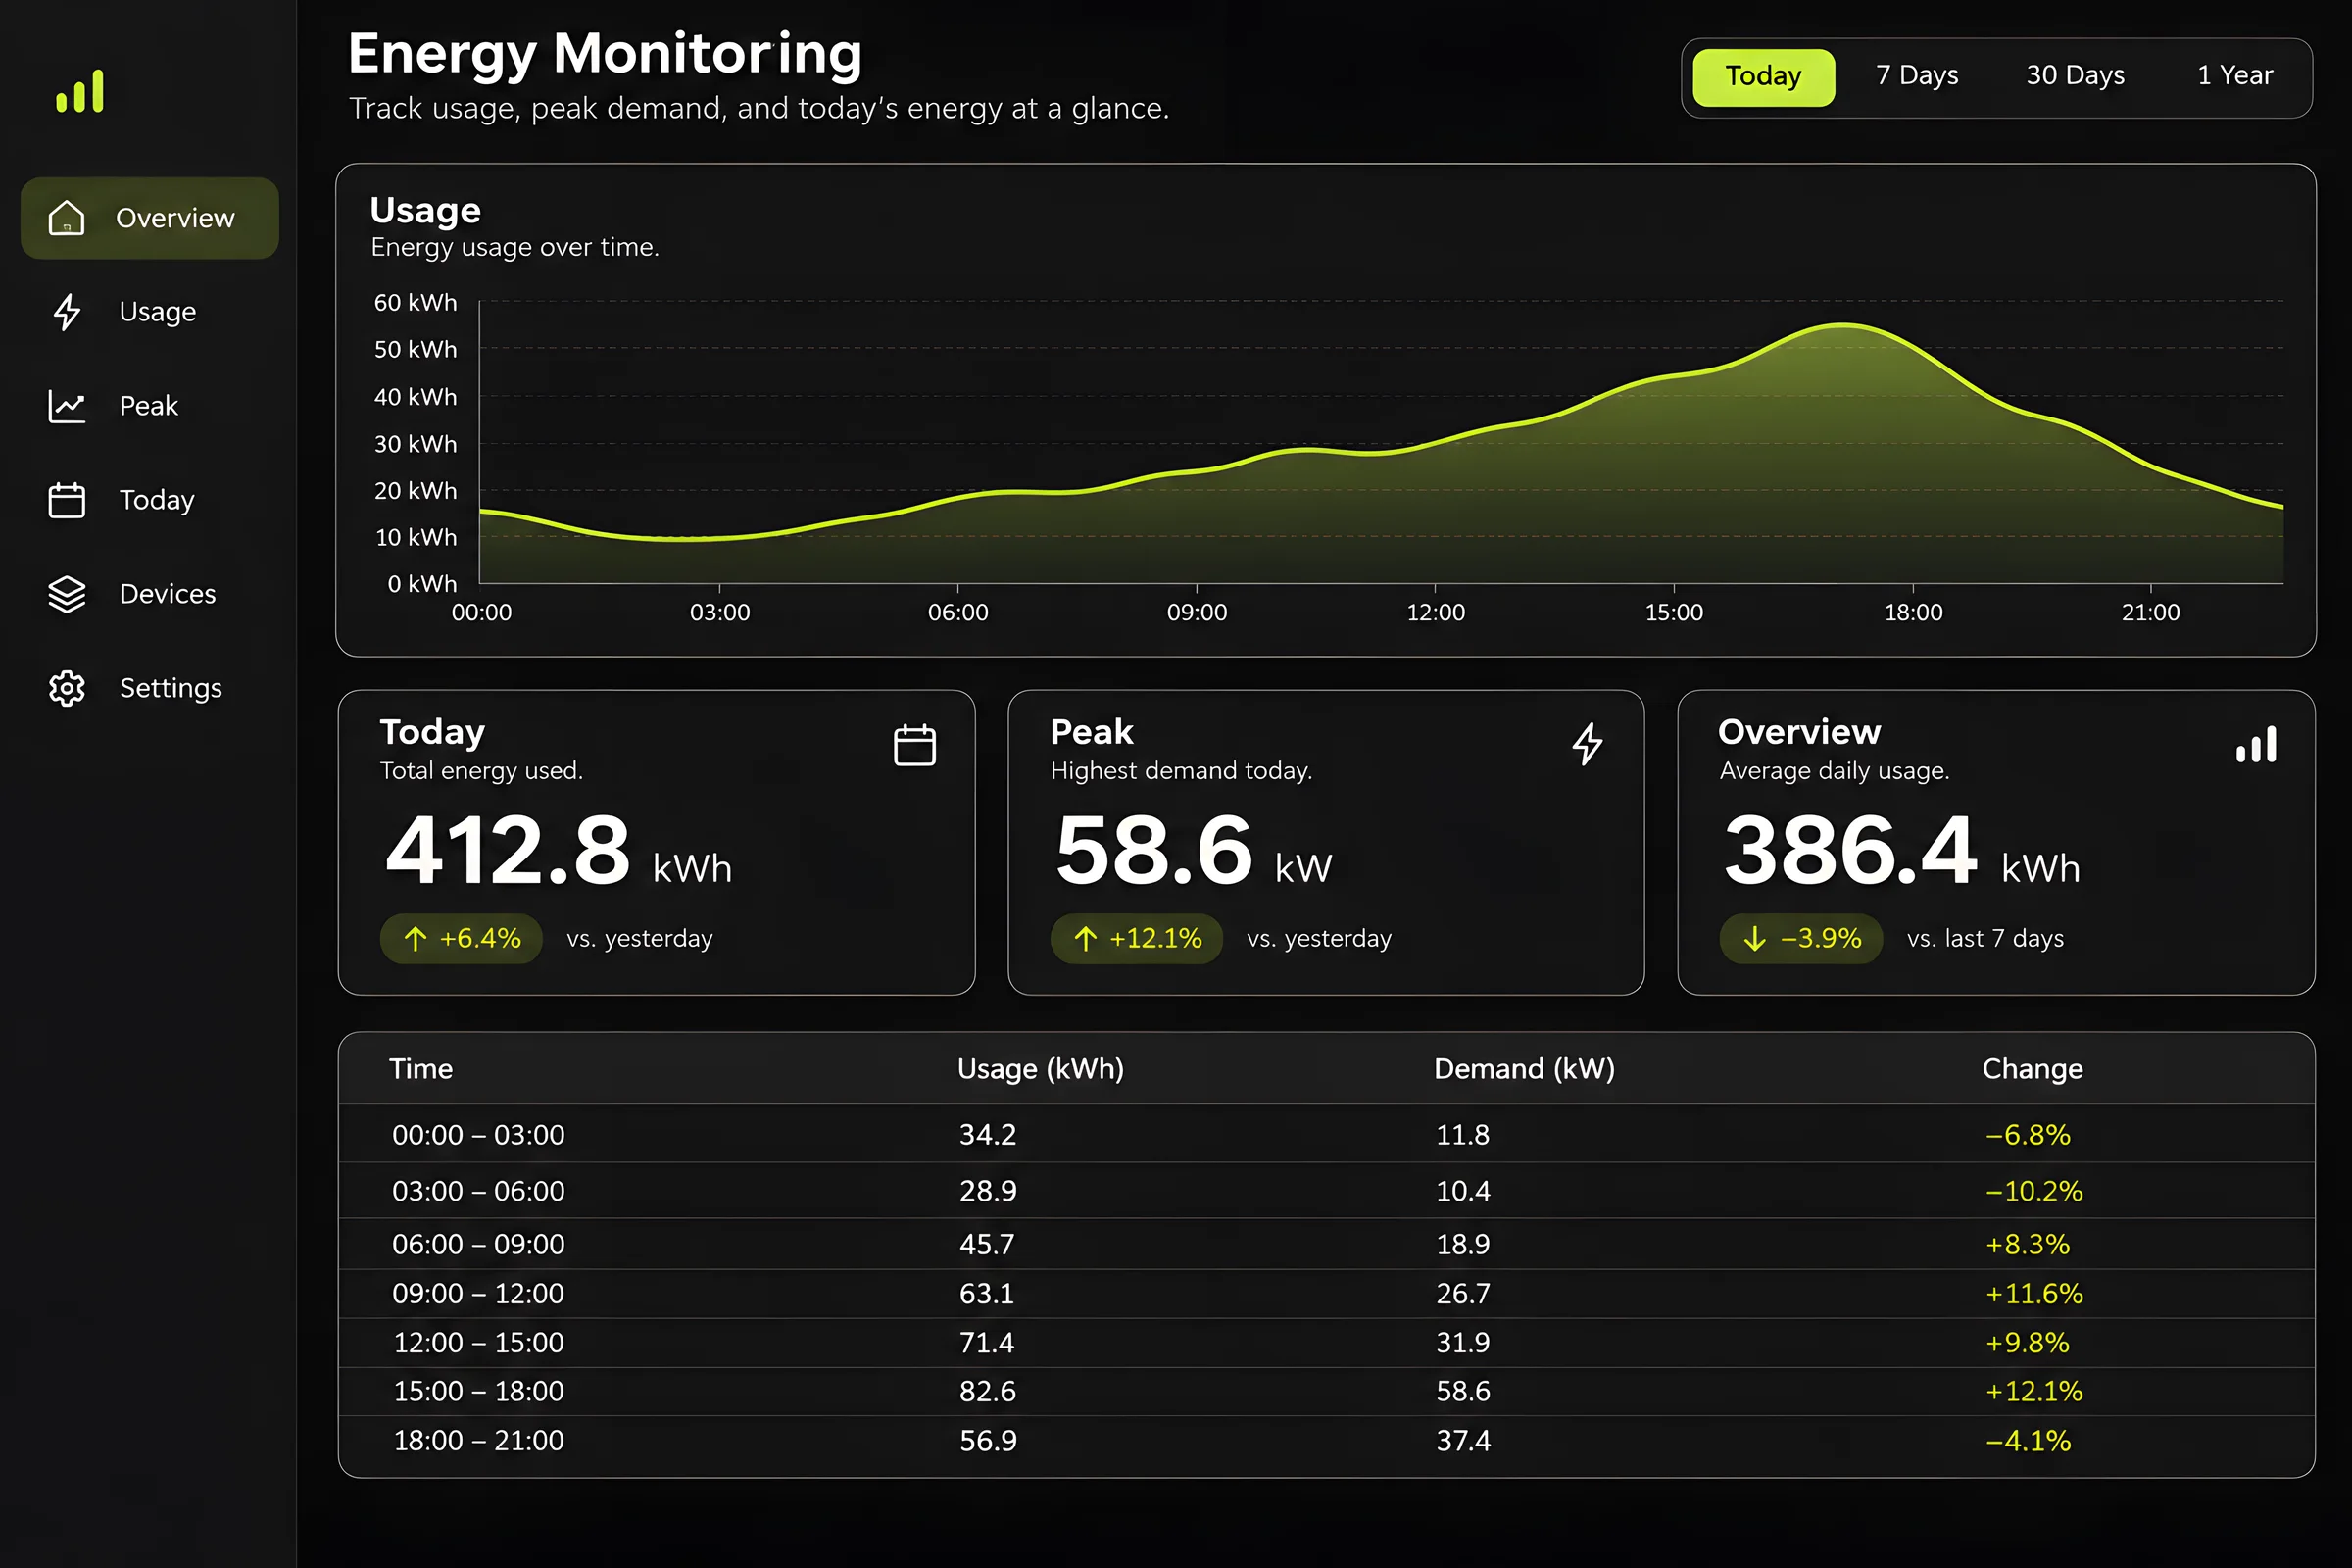 Energy Monitoring
Track usage, peak demand, and today's energy at a glance.
Today 7 Days 30 Days 1 Year
Overview
Usage
Peak
Today
Devices
Settings
Usage
Energy usage over time.
60 kWh
50 kWh
40 kWh
30 kWh
20 kWh
10 kWh
0 kWh
00:00 03:00 06:00 09:00 12:00 15:00 18:00 21:00
Today
Total energy used.
412.8 kWh
+6.4% vs. yesterday
Peak
Highest demand today.
58.6 kW
+12.1% vs. yesterday
Overview
Average daily usage.
386.4 kWh
−3.9% vs. last 7 days
Time Usage (kWh) Demand (kW) Change
00:00 – 03:00 34.2 11.8 −6.8%
03:00 – 06:00 28.9 10.4 −10.2%
06:00 – 09:00 45.7 18.9 +8.3%
09:00 – 12:00 63.1 26.7 +11.6%
12:00 – 15:00 71.4 31.9 +9.8%
15:00 – 18:00 82.6 58.6 +12.1%
18:00 – 21:00 56.9 37.4 −4.1%